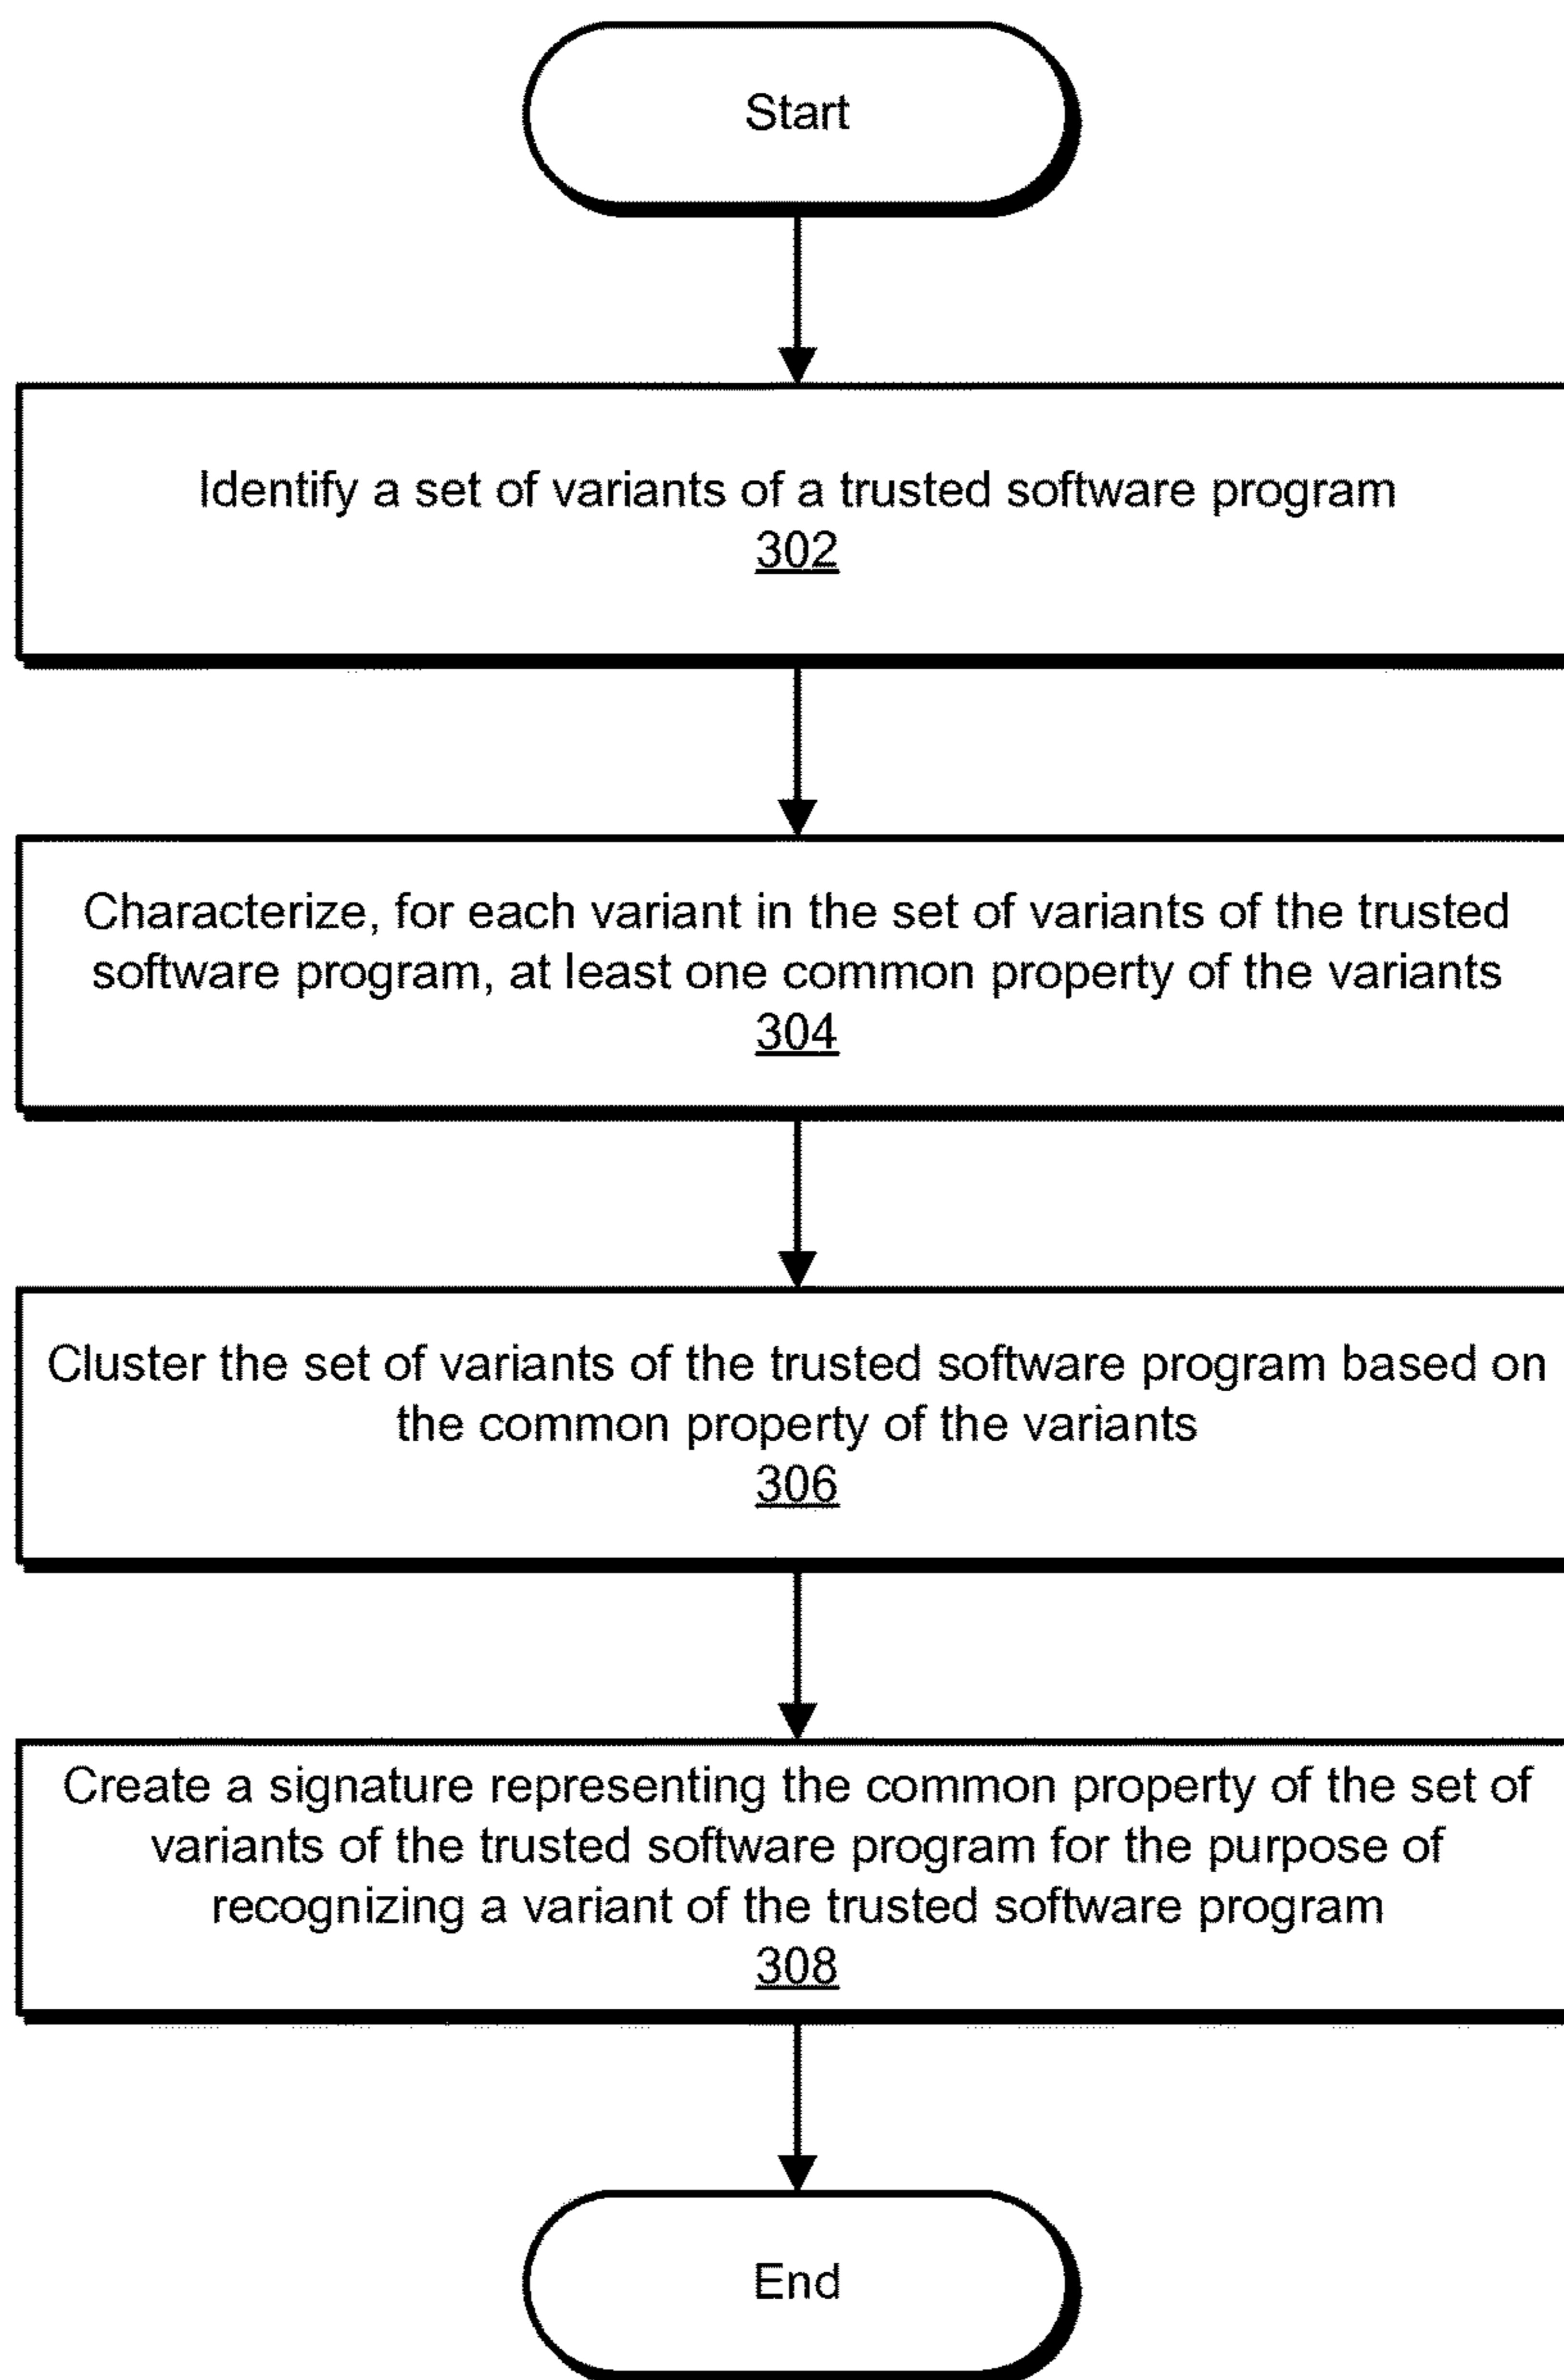 Start
Identify a set of variants of a trusted software program
302
Characterize, for each variant in the set of variants of the trusted
software program, at least one common property of the variants
304
Cluster the set of variants of the trusted software program based on
the common property of the variants
306
Create a signature representing the common property of the set of
variants of the trusted software program for the purpose of
recognizing a variant of the trusted software program
308
End